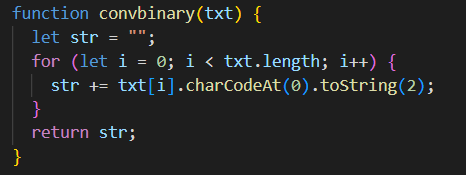 function convbinary(txt) {
  let str = "";
  for (let i = 0; i < txt.length; i++) {
    str += txt[i].charCodeAt(0).toString(2);
  }
  return str;
}